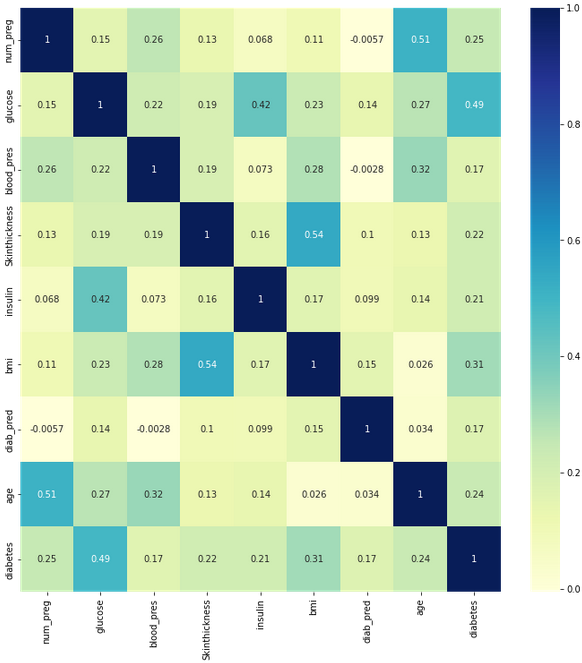 num_preg 1 0.15 0.26 0.13 0.068 0.11 -0.0057 0.51 0.25
glucose 0.15 1 0.22 0.19 0.42 0.23 0.14 0.27 0.49
blood_pres 0.26 0.22 1 0.19 0.073 0.28 -0.0028 0.32 0.17
Skinthickness 0.13 0.19 0.19 1 0.16 0.54 0.1 0.13 0.22
insulin 0.068 0.42 0.073 0.16 1 0.17 0.099 0.14 0.21
bmi 0.11 0.23 0.28 0.54 0.17 1 0.15 0.026 0.31
diab_pred -0.0057 0.14 -0.0028 0.1 0.099 0.15 1 0.034 0.17
age 0.51 0.27 0.32 0.13 0.14 0.026 0.034 1 0.24
diabetes 0.25 0.49 0.17 0.22 0.21 0.31 0.17 0.24 1
num_preg glucose blood_pres Skinthickness insulin bmi diab_pred age diabetes
1.0
0.8
0.6
0.4
0.2
0.0